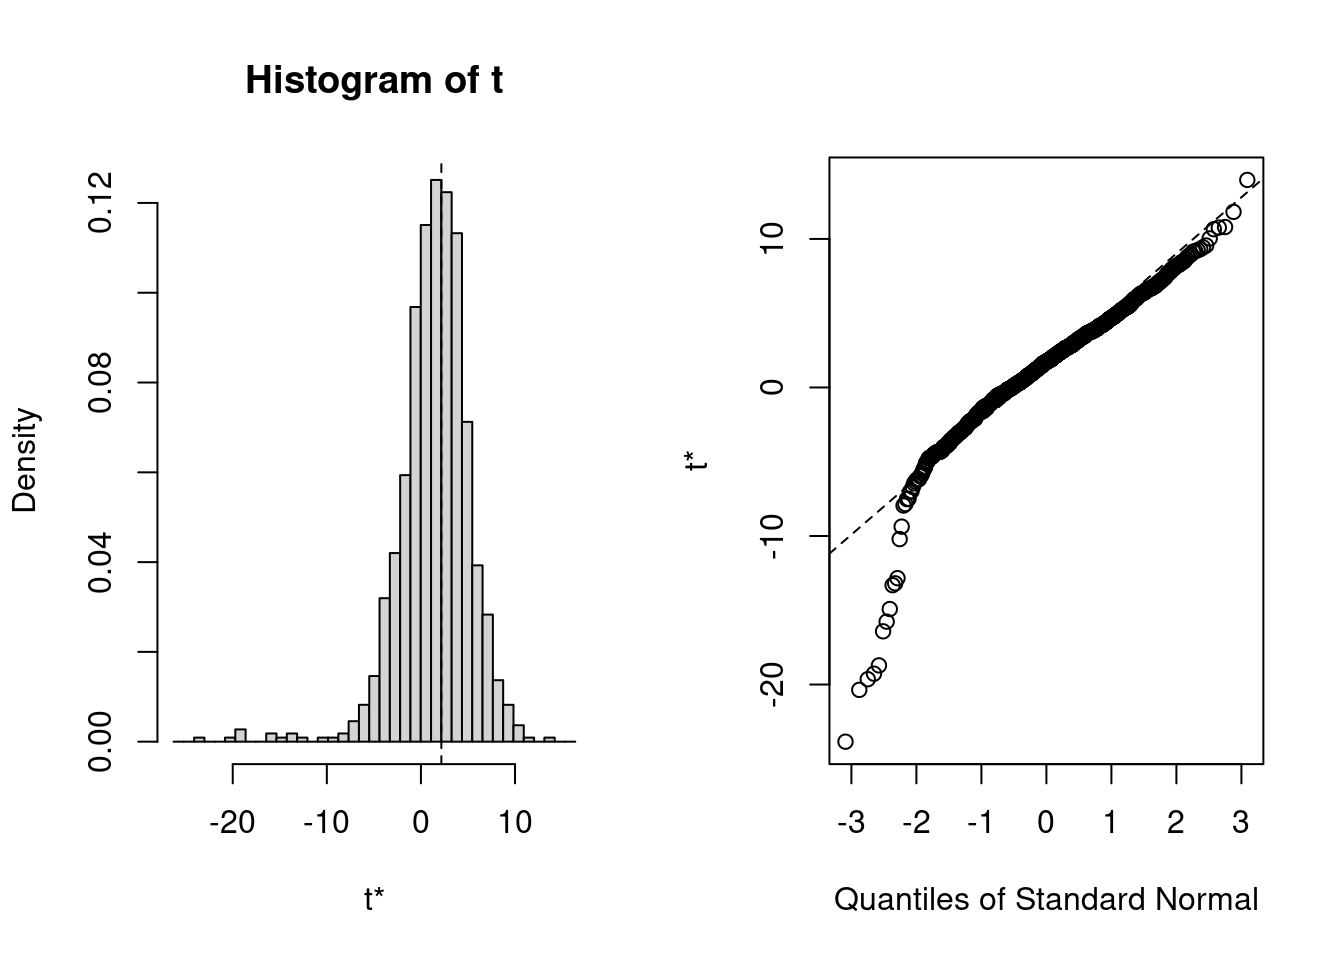 Histogram of t
Density
0.00 0.04 0.08 0.12
-20 -10 0 10
t*
t*
-20 -10 0 10
-3 -2 -1 0 1 2 3
Quantiles of Standard Normal